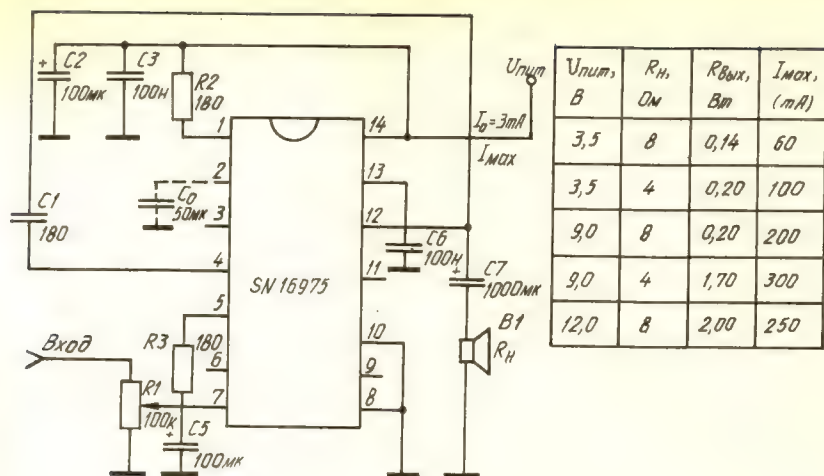 C2
+
100мк
C3
100н
R2
180
Uпит
I₀=3mA
Iмах
1
14
2
13
C₀
50мк
3
12
C1
180
4
C6
100н
11
SN 16975
+
C7
1000мк
5
R3
180
10
B1
Rн
Вход
6
9
R1
100к
7
8
+
C5
100мк
Uпит, В
Rн, Ом
Rвых, Вт
Iмах, (mA)
3,5 8 0,14 60
3,5 4 0,20 100
9,0 8 0,20 200
9,0 4 1,70 300
12,0 8 2,00 250